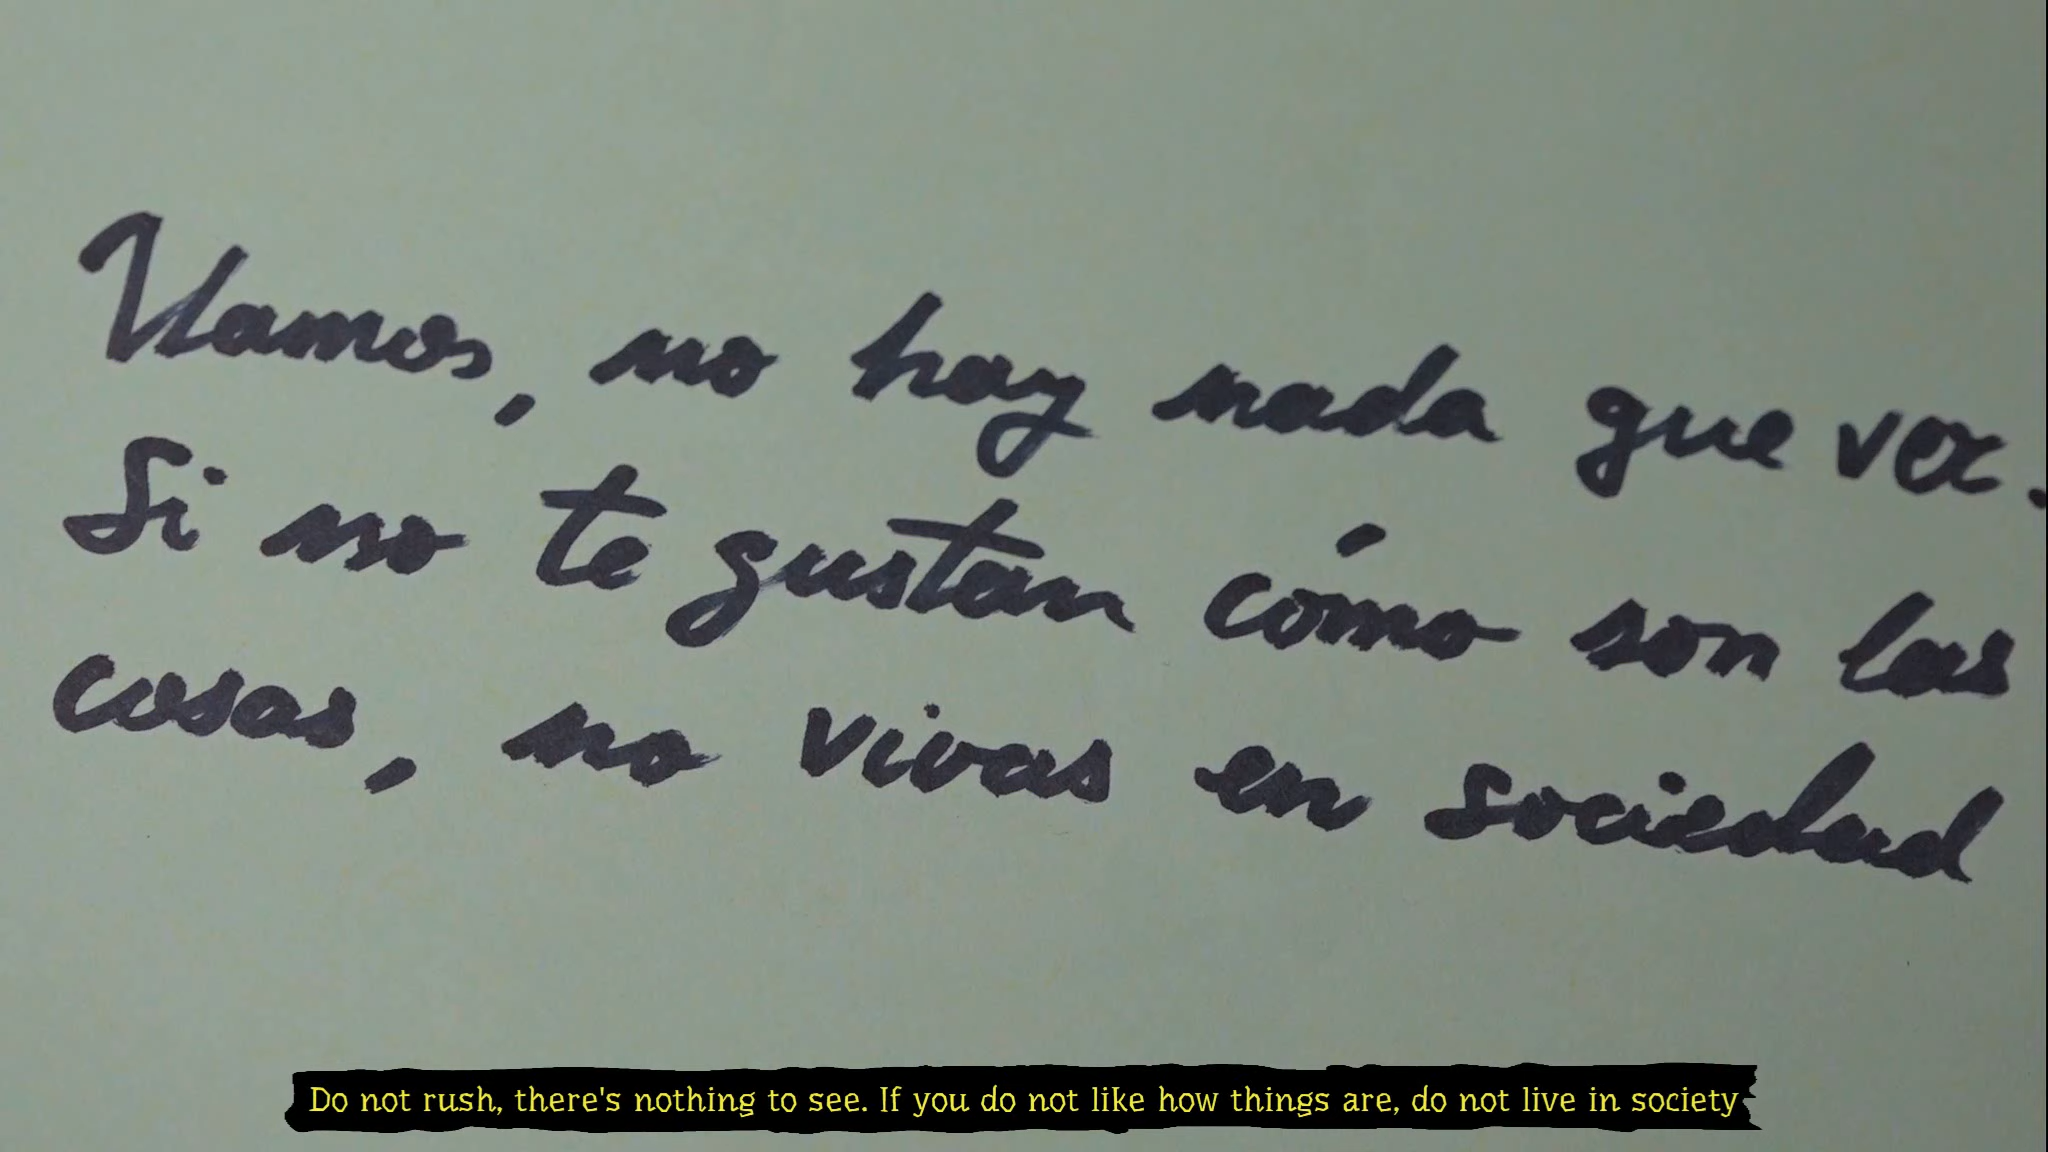 Vamos, no hay nada que ver.
Si no te gustan cómo son las
cosas, no vivas en sociedad
Do not rush, there's nothing to see. If you do not like how things are, do not live in society